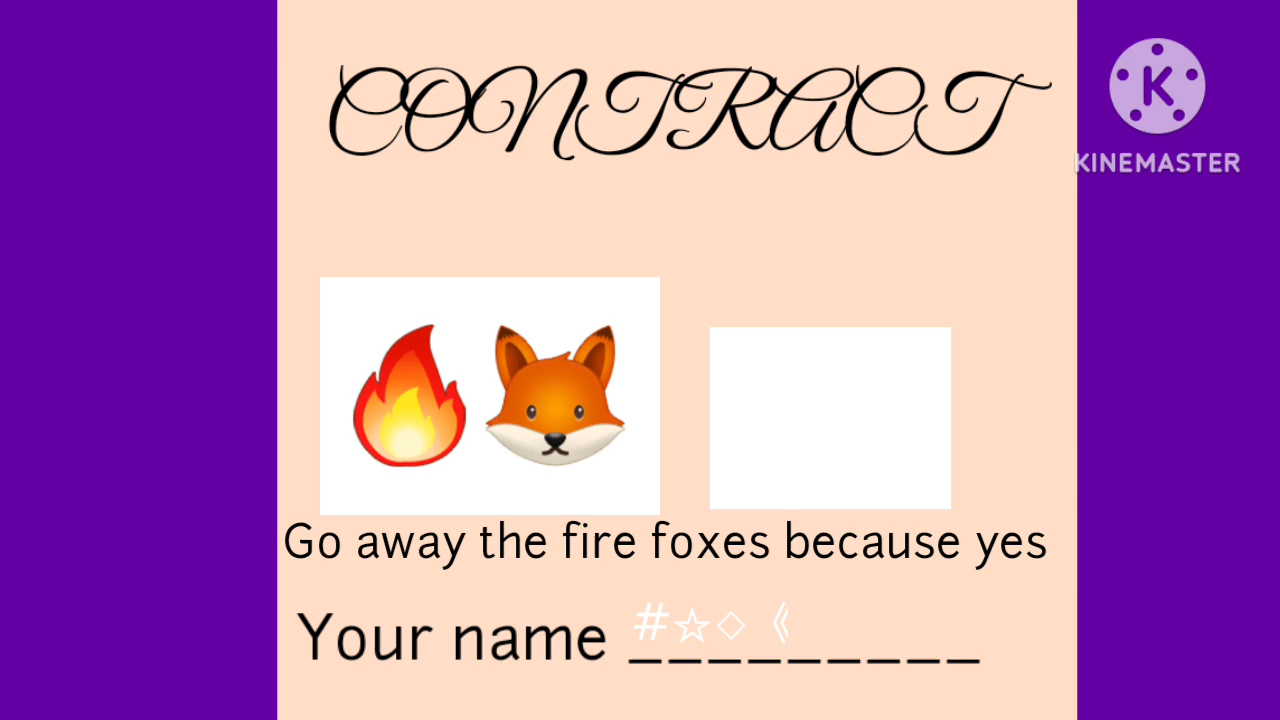 CONTRACT
K
KINEMASTER
🔥🦊
Go away the fire foxes because yes
Your name #☆◇《
_________